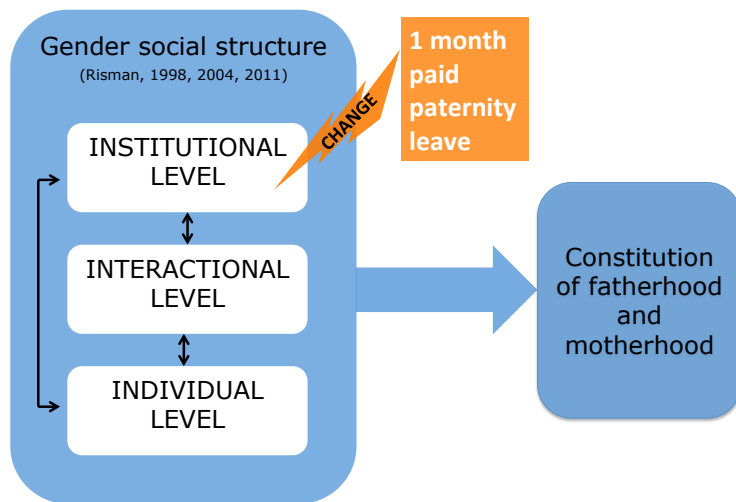 Gender social structure
(Risman, 1998, 2004, 2011)
INSTITUTIONAL
LEVEL
INTERACTIONAL
LEVEL
INDIVIDUAL
LEVEL
CHANGE
1 month
paid
paternity
leave
Constitution
of fatherhood
and
motherhood